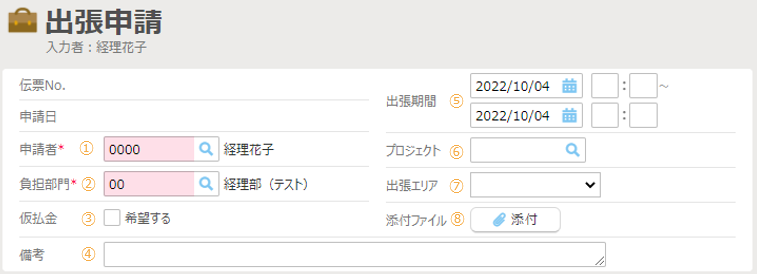 出張申請
入力者：経理花子
伝票No.
申請日
申請者* ① 0000 経理花子
負担部門* ② 00 経理部（テスト）
仮払金 ③ 希望する
備考 ④
出張期間 ⑤ 2022/10/04 : ～
2022/10/04 :
プロジェクト ⑥
出張エリア ⑦
添付ファイル ⑧ 添付